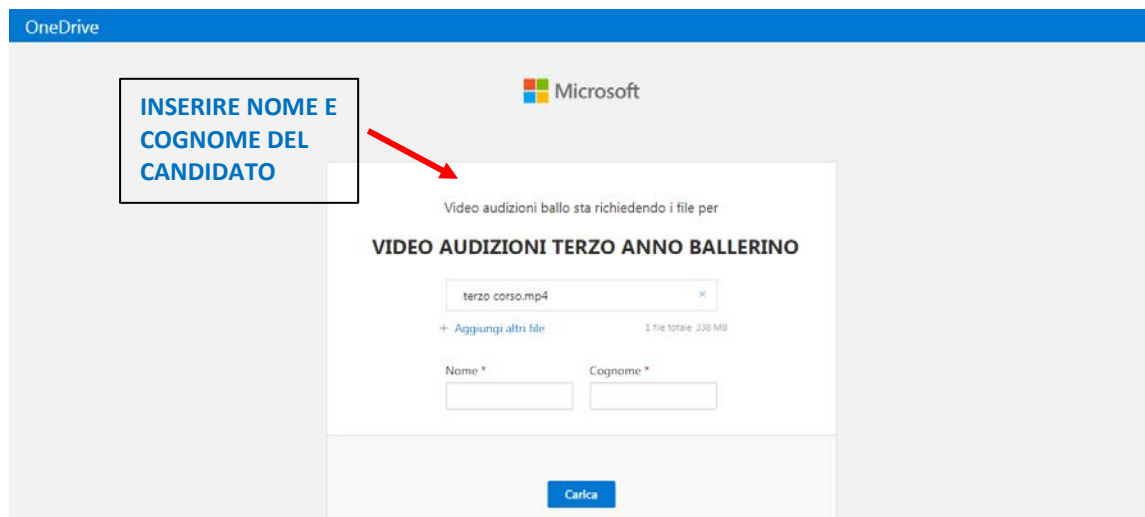 OneDrive
Microsoft
INSERIRE NOME E
COGNOME DEL
CANDIDATO
Video audizioni ballo sta richiedendo i file per
VIDEO AUDIZIONI TERZO ANNO BALLERINO
terzo corso.mp4 ×
+ Aggiungi altri file 1 file totale 338 MB
Nome * Cognome *
Carica